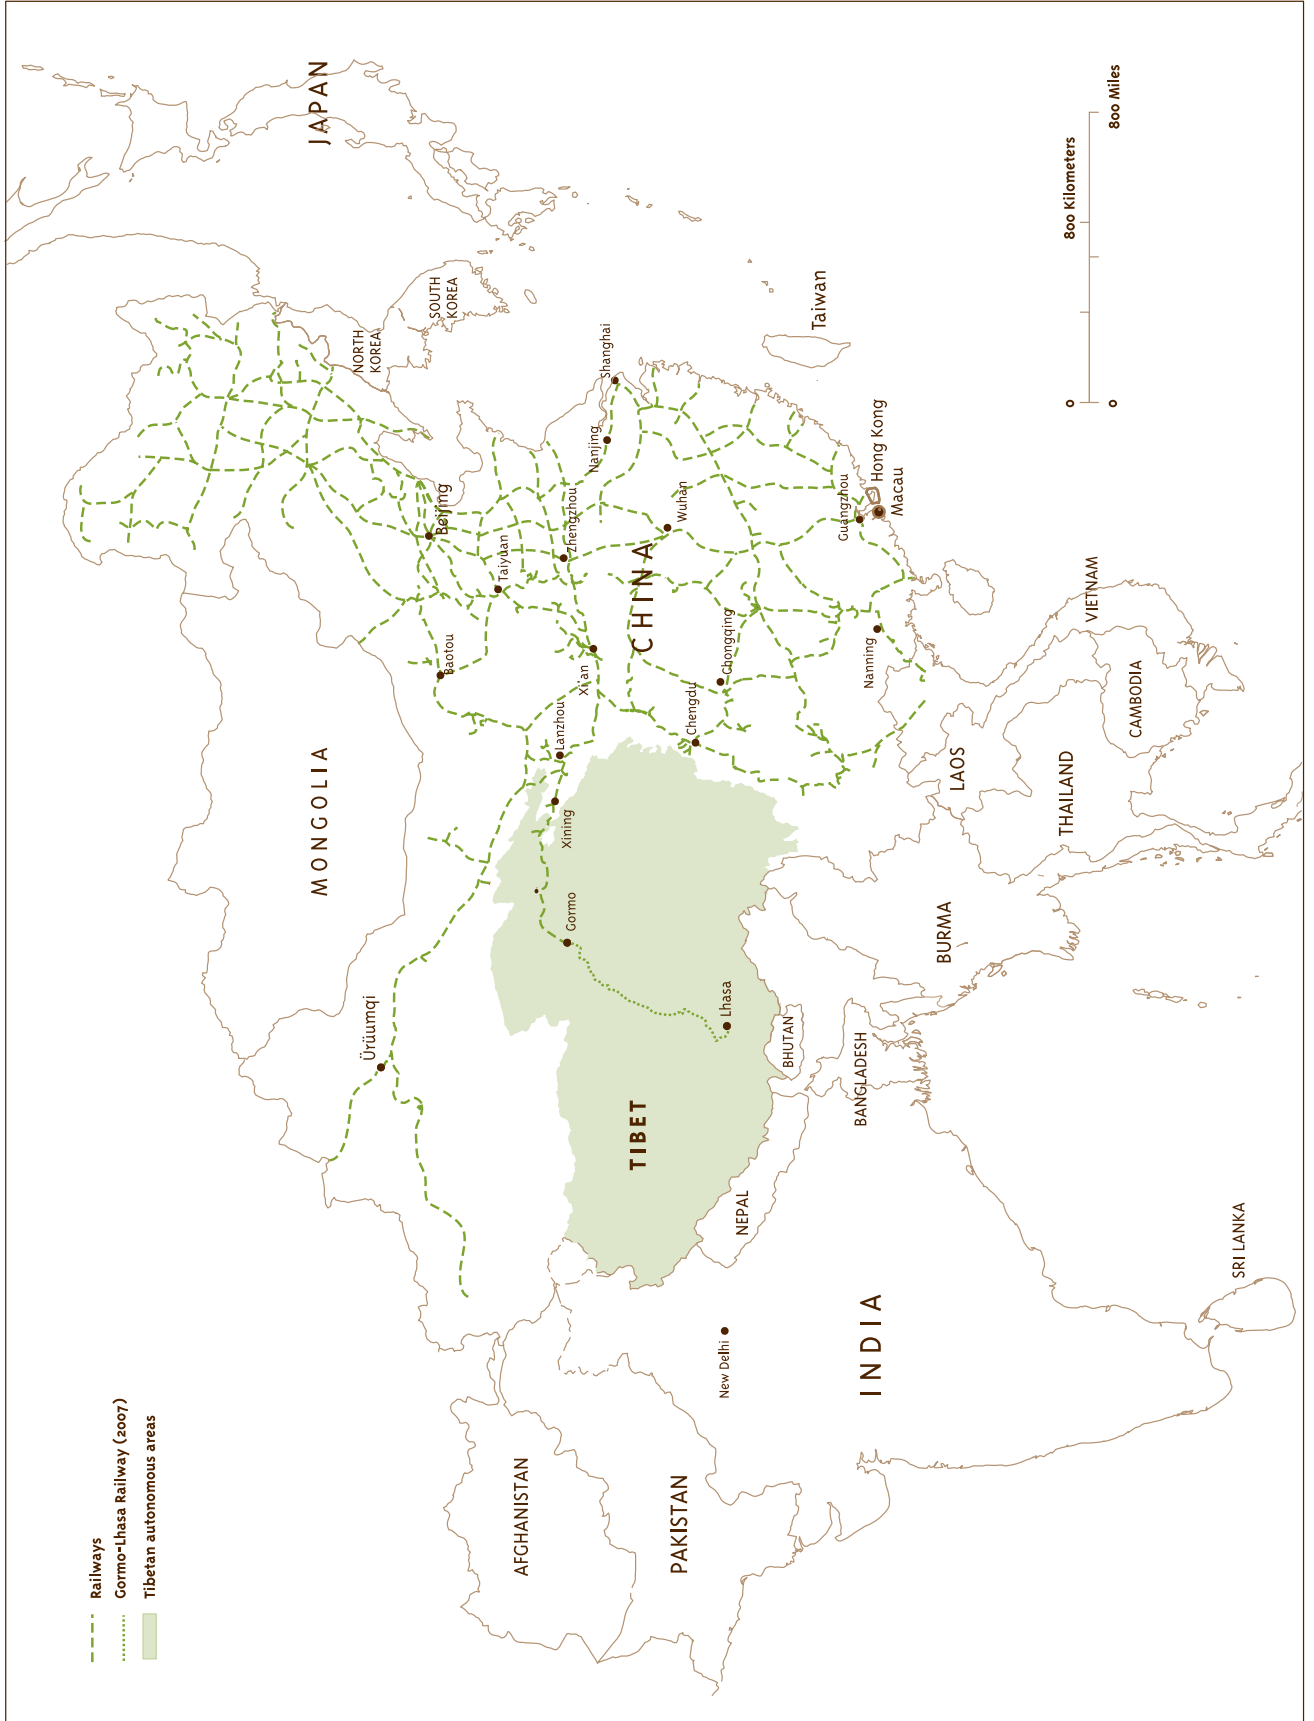 Railways
Gormo-Lhasa Railway (2007)
Tibetan autonomous areas
JAPAN
NORTH
KOREA
SOUTH
KOREA
MONGOLIA
Ürüumqi
Beijing
Baotou
Taiyuan
Shanghai
Nanjing
Zhengzhou
Xi'an
Lanzhou
Xining
Gormo
CHINA
Wuhan
Chengdu
Chongqing
Lhasa
TIBET
Taiwan
Guangzhou
Hong Kong
Macau
Nanning
AFGHANISTAN
PAKISTAN
New Delhi
NEPAL
BHUTAN
BANGLADESH
INDIA
BURMA
LAOS
VIETNAM
THAILAND
CAMBODIA
SRI LANKA
0
800 Kilometers
0
800 Miles